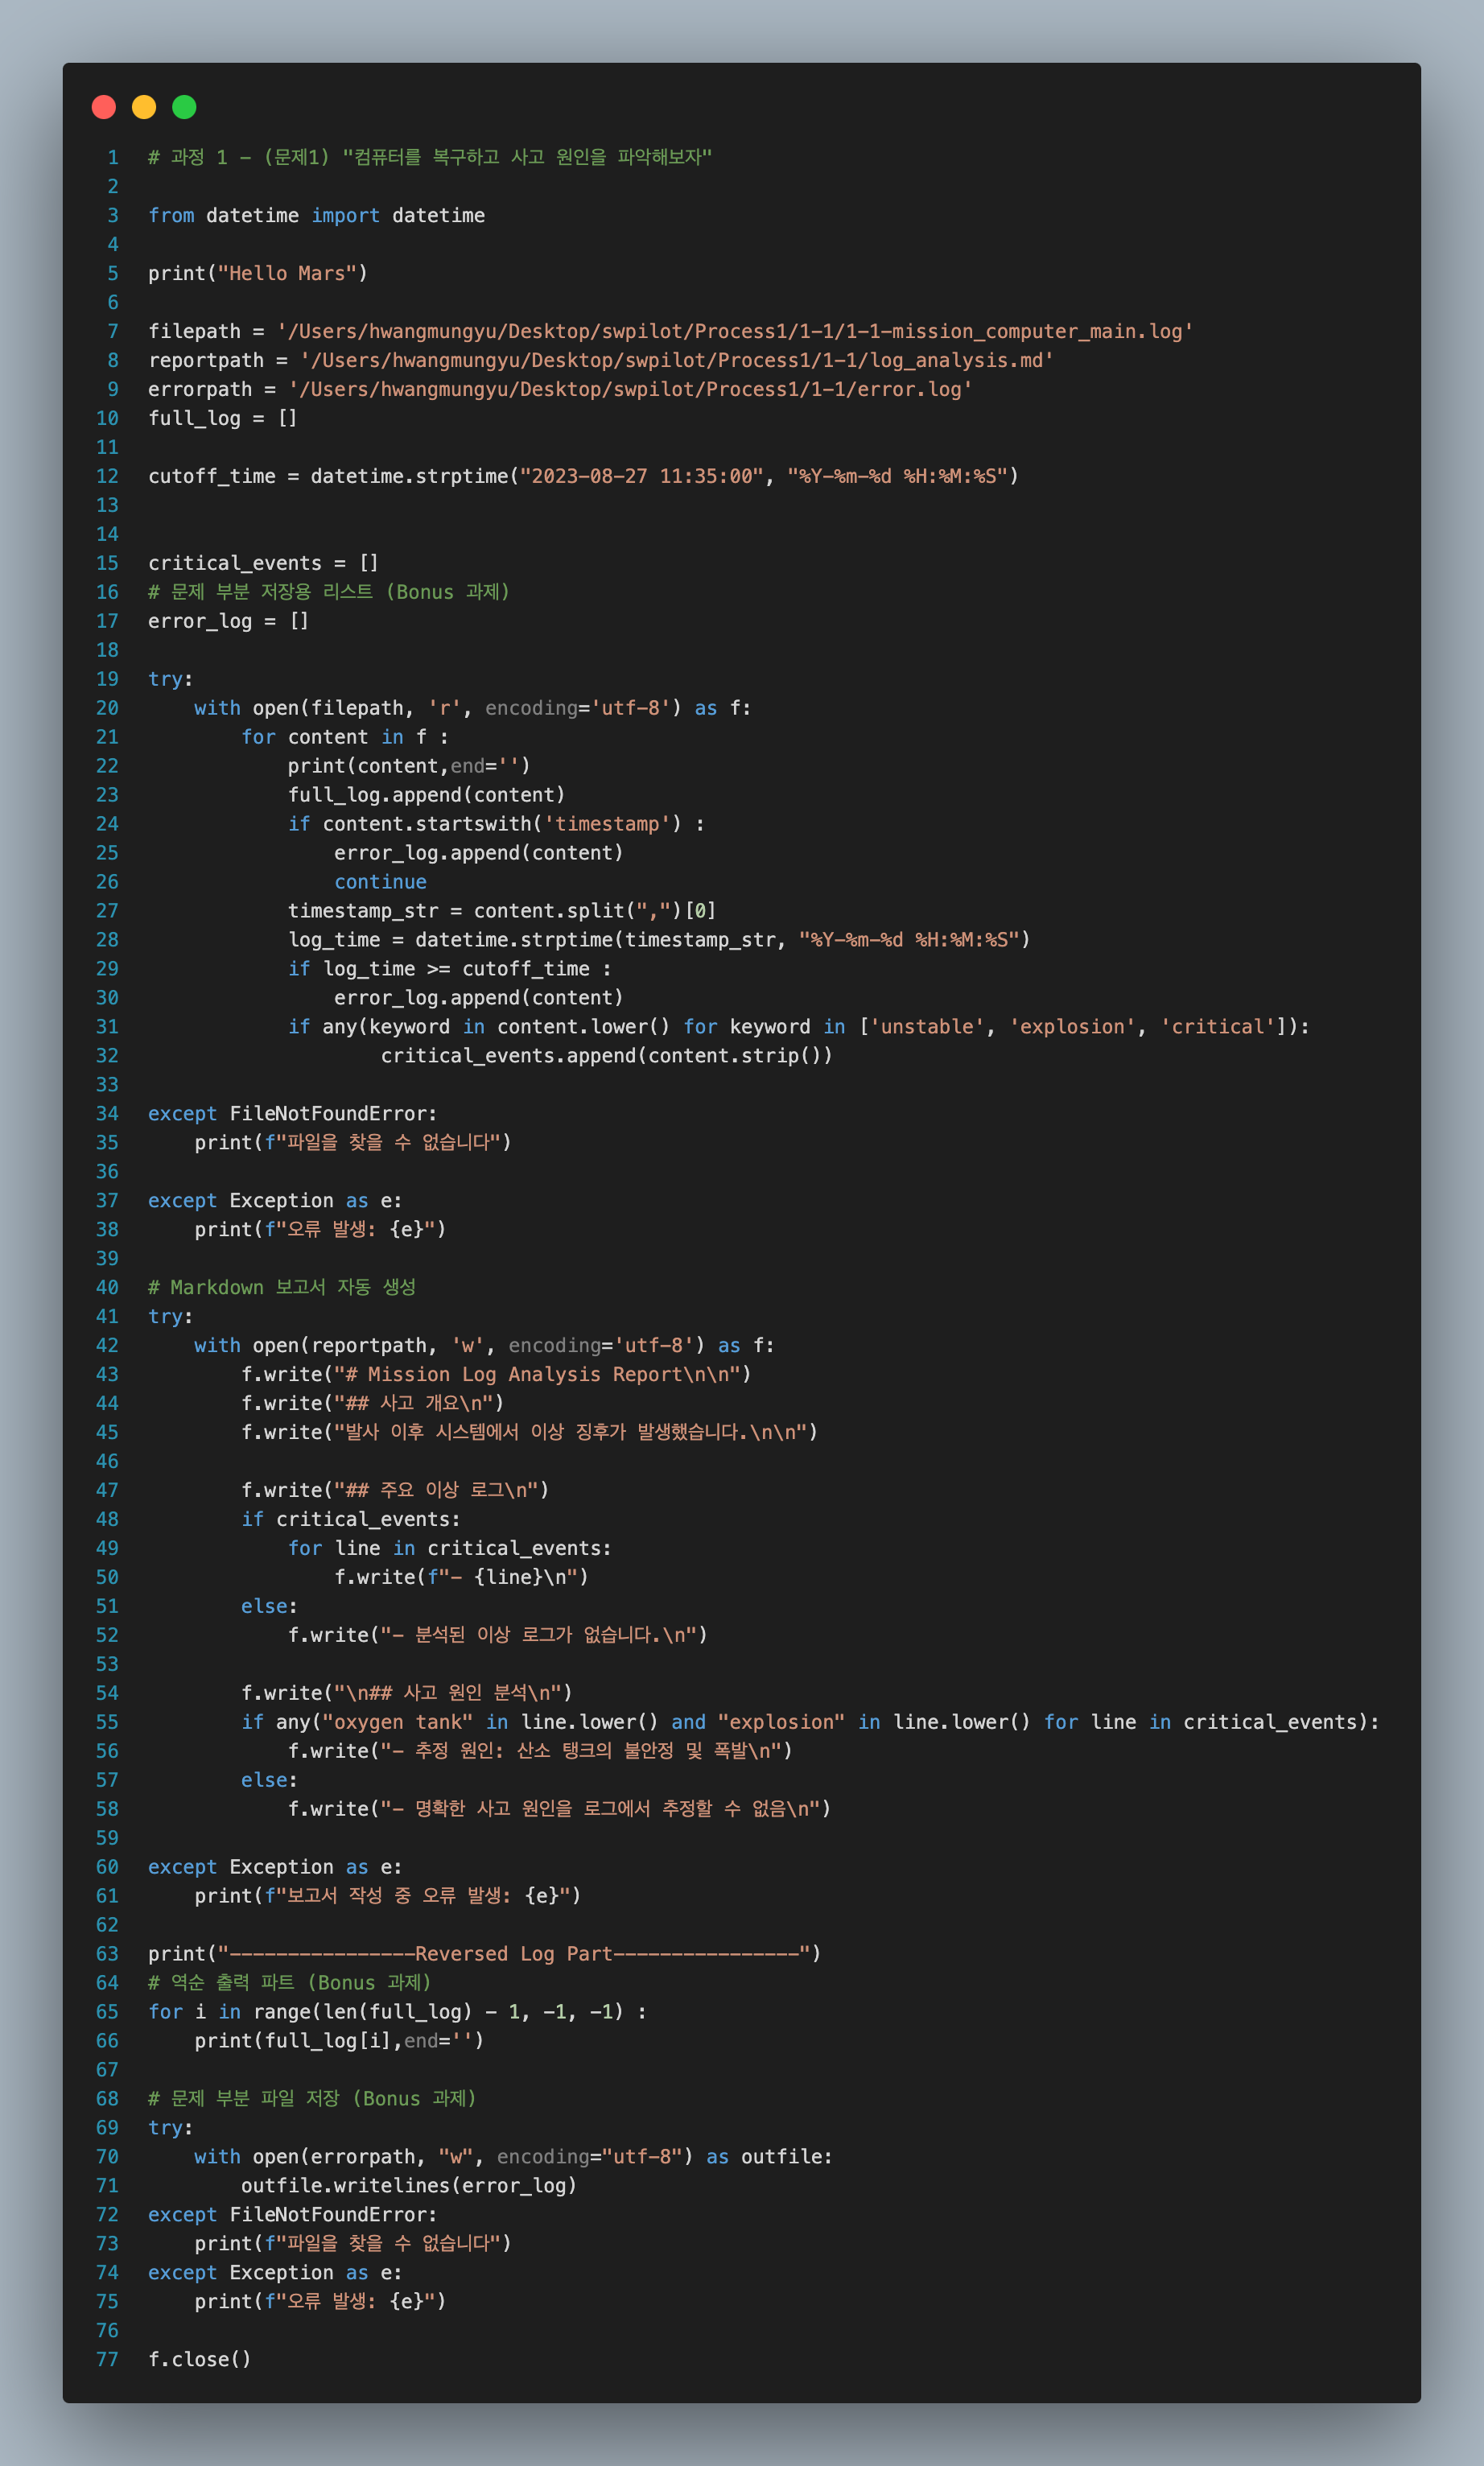 1 # 과정 1 - (문제1) "컴퓨터를 복구하고 사고 원인을 파악해보자"
2
3 from datetime import datetime
4
5 print("Hello Mars")
6
7 filepath = '/Users/hwangmungyu/Desktop/swpilot/Process1/1-1/1-1-mission_computer_main.log'
8 reportpath = '/Users/hwangmungyu/Desktop/swpilot/Process1/1-1/log_analysis.md'
9 errorpath = '/Users/hwangmungyu/Desktop/swpilot/Process1/1-1/error.log'
10 full_log = []
11
12 cutoff_time = datetime.strptime("2023-08-27 11:35:00", "%Y-%m-%d %H:%M:%S")
13
14
15 critical_events = []
16 # 문제 부분 저장용 리스트 (Bonus 과제)
17 error_log = []
18
19 try:
20     with open(filepath, 'r', encoding='utf-8') as f:
21         for content in f :
22             print(content,end='')
23             full_log.append(content)
24             if content.startswith('timestamp') :
25                 error_log.append(content)
26                 continue
27             timestamp_str = content.split(",")[0]
28             log_time = datetime.strptime(timestamp_str, "%Y-%m-%d %H:%M:%S")
29             if log_time >= cutoff_time :
30                 error_log.append(content)
31             if any(keyword in content.lower() for keyword in ['unstable', 'explosion', 'critical']):
32                     critical_events.append(content.strip())
33
34 except FileNotFoundError:
35     print(f"파일을 찾을 수 없습니다")
36
37 except Exception as e:
38     print(f"오류 발생: {e}")
39
40 # Markdown 보고서 자동 생성
41 try:
42     with open(reportpath, 'w', encoding='utf-8') as f:
43         f.write("# Mission Log Analysis Report\n\n")
44         f.write("## 사고 개요\n")
45         f.write("발사 이후 시스템에서 이상 징후가 발생했습니다.\n\n")
46
47         f.write("## 주요 이상 로그\n")
48         if critical_events:
49             for line in critical_events:
50                 f.write(f"- {line}\n")
51         else:
52             f.write("- 분석된 이상 로그가 없습니다.\n")
53
54         f.write("\n## 사고 원인 분석\n")
55         if any("oxygen tank" in line.lower() and "explosion" in line.lower() for line in critical_events):
56             f.write("- 추정 원인: 산소 탱크의 불안정 및 폭발\n")
57         else:
58             f.write("- 명확한 사고 원인을 로그에서 추정할 수 없음\n")
59
60 except Exception as e:
61     print(f"보고서 작성 중 오류 발생: {e}")
62
63 print("----------------Reversed Log Part----------------")
64 # 역순 출력 파트 (Bonus 과제)
65 for i in range(len(full_log) - 1, -1, -1) :
66     print(full_log[i],end='')
67
68 # 문제 부분 파일 저장 (Bonus 과제)
69 try:
70     with open(errorpath, "w", encoding="utf-8") as outfile:
71         outfile.writelines(error_log)
72 except FileNotFoundError:
73     print(f"파일을 찾을 수 없습니다")
74 except Exception as e:
75     print(f"오류 발생: {e}")
76
77 f.close()